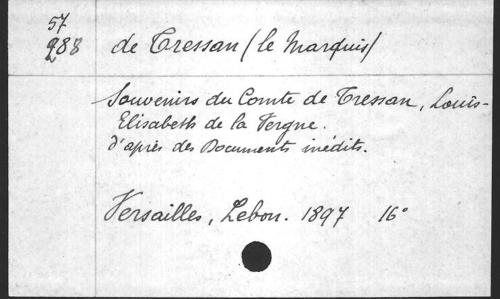 57
288
de Tressan (le Marquis)
Souvenirs du Comte de Tressan, Louis-
Elisabeth de la Vergne.
d'après des Documents inédits.
Versailles, Lebon. 1897 16°